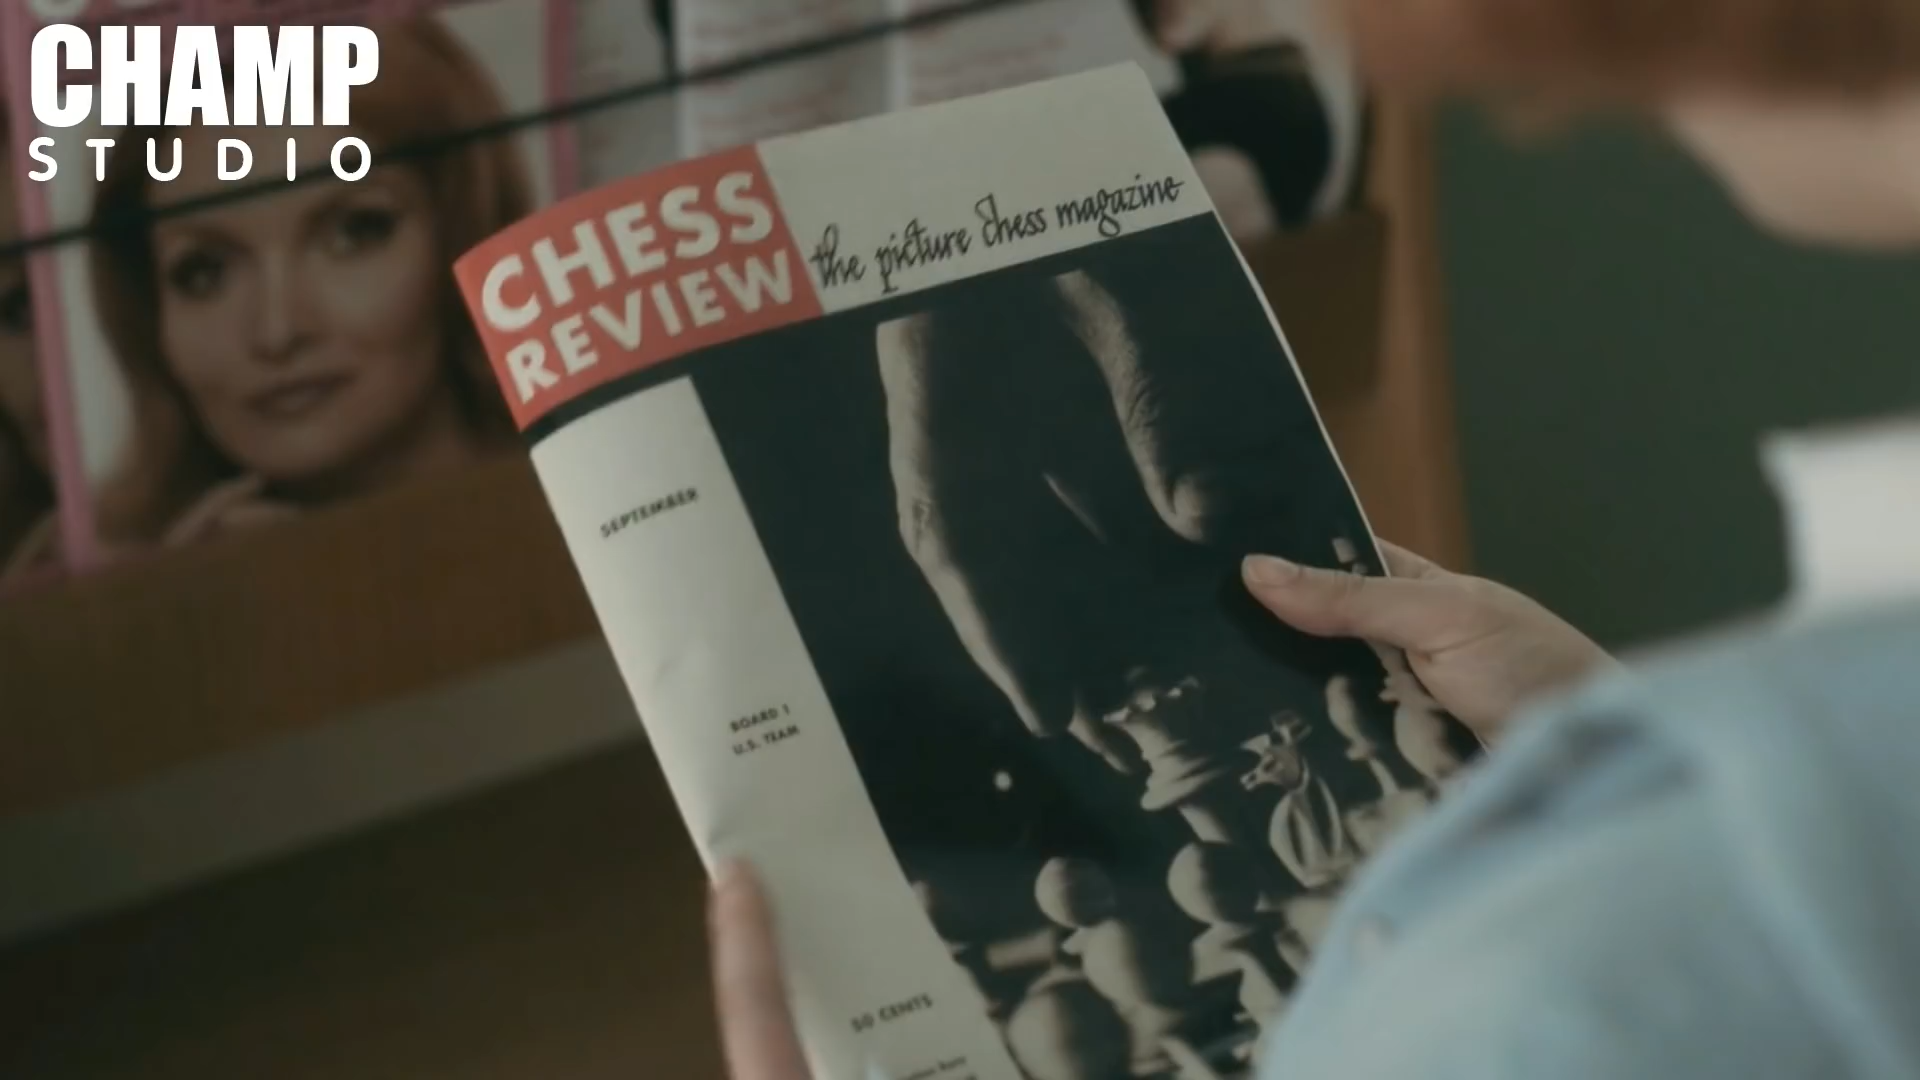 CHAMP
STUDIO
CHESS
REVIEW
the picture chess magazine
SEPTEMBER
BOARD 1
U.S. TEAM
50 CENTS